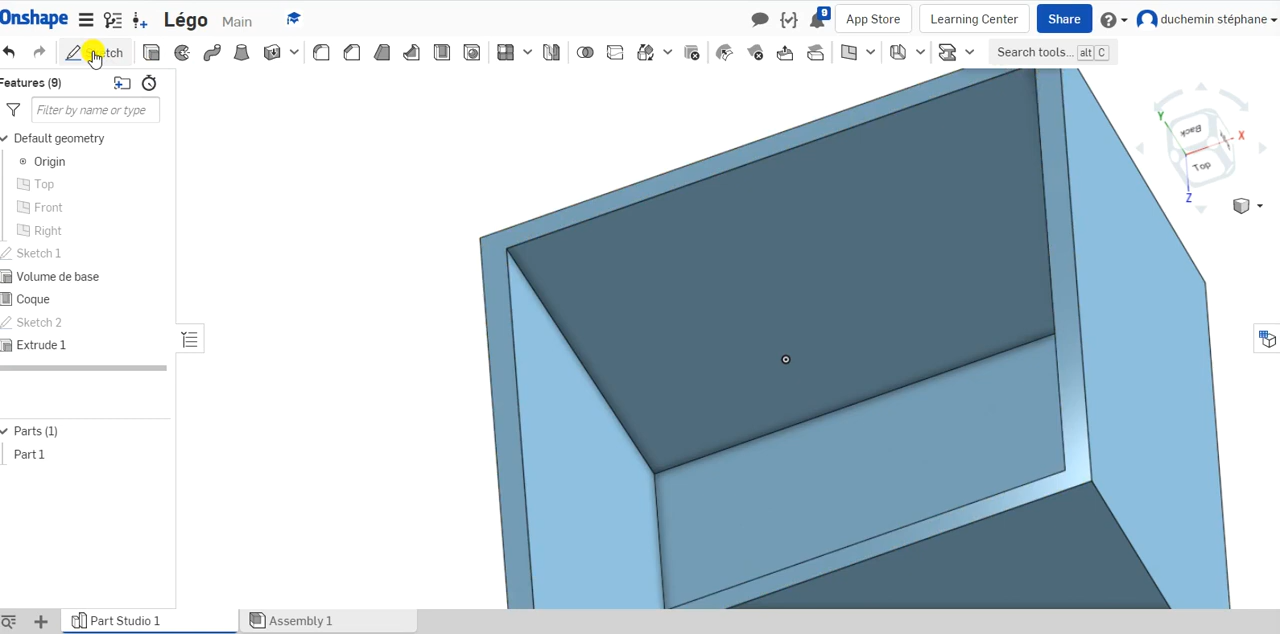 Onshape Légo Main 9 App Store Learning Center Share duchemin stéphane
Search tools... alt C
Features (9)
Filter by name or type
Default geometry
Origin
Top
Front
Right
Sketch 1
Volume de base
Coque
Sketch 2
Extrude 1
Parts (1)
Part 1
Y
Back
X
Top
Z
Part Studio 1 Assembly 1